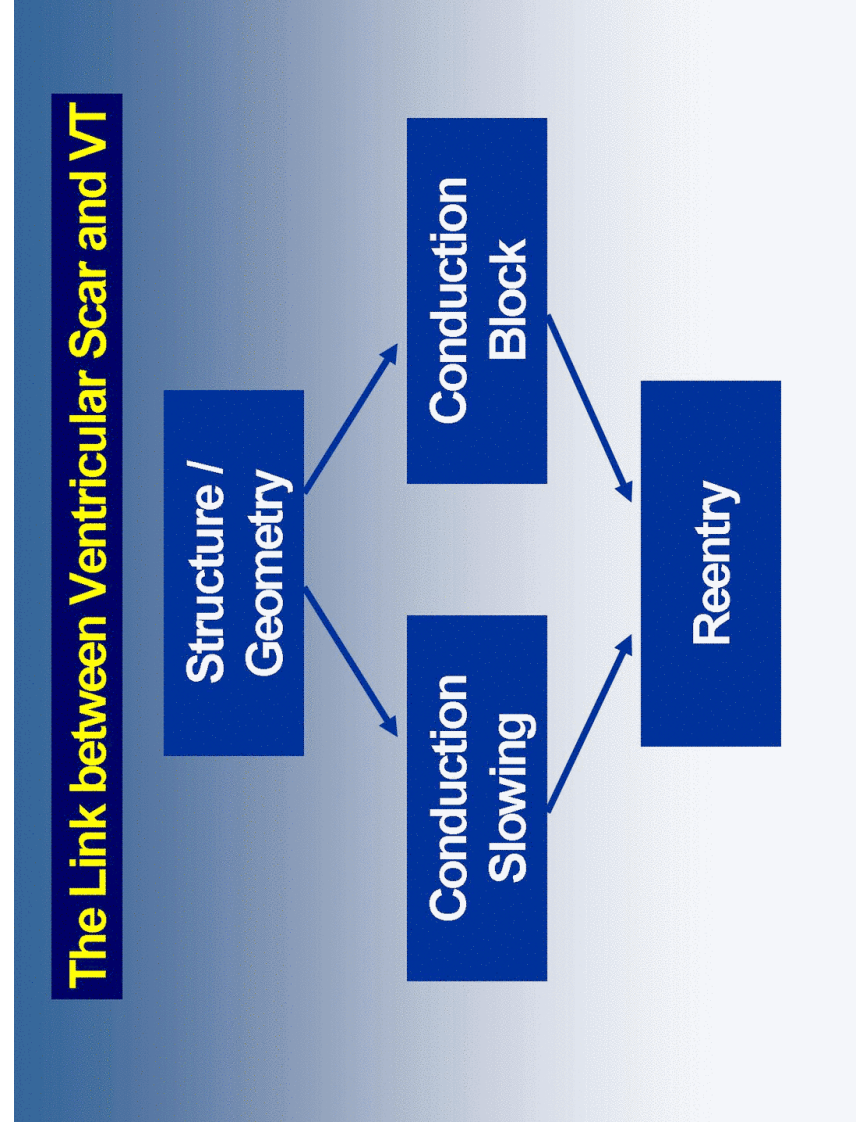 The Link between Ventricular Scar and VT
Structure /
Geometry
Conduction
Slowing
Conduction
Block
Reentry